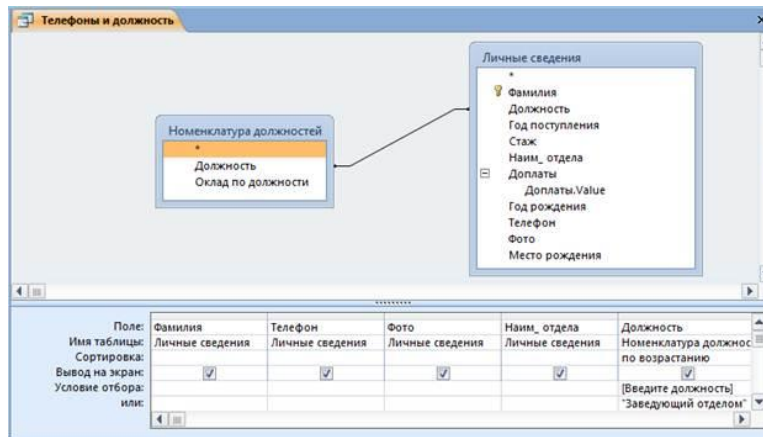 Телефоны и должность
Номенклатура должностей
*
Должность
Оклад по должности
Личные сведения
*
Фамилия
Должность
Год поступления
Стаж
Наим_ отдела
Доплаты
Доплаты.Value
Год рождения
Телефон
Фото
Место рождения
Поле: Фамилия Телефон Фото Наим_ отдела Должность
Имя таблицы: Личные сведения Личные сведения Личные сведения Личные сведения Номенклатура должнос
Сортировка: по возрастанию
Вывод на экран:
Условие отбора: [Введите должность]
или: "Заведующий отделом"